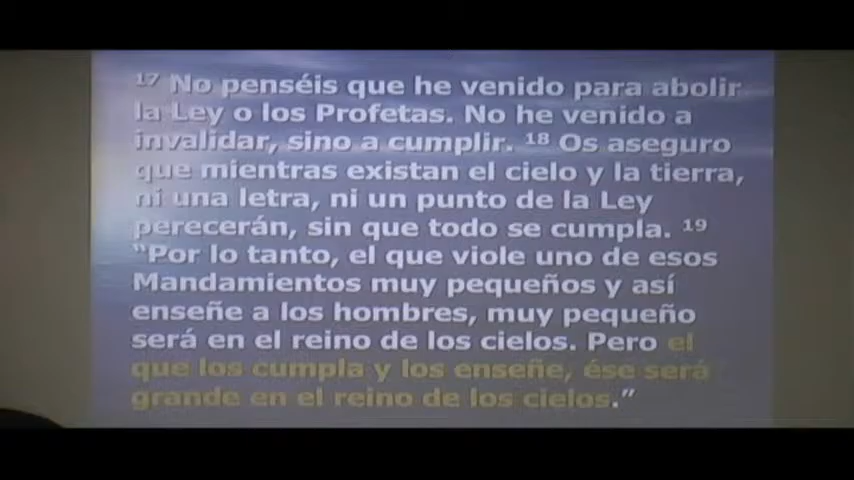 ¹⁷ No penséis que he venido para abolir
la Ley o los Profetas. No he venido a
invalidar, sino a cumplir. ¹⁸ Os aseguro
que mientras existan el cielo y la tierra,
ni una letra, ni un punto de la Ley
perecerán, sin que todo se cumpla. ¹⁹
“Por lo tanto, el que viole uno de esos
Mandamientos muy pequeños y así
enseñe a los hombres, muy pequeño
será en el reino de los cielos. Pero el
que los cumpla y los enseñe, ése será
grande en el reino de los cielos.”